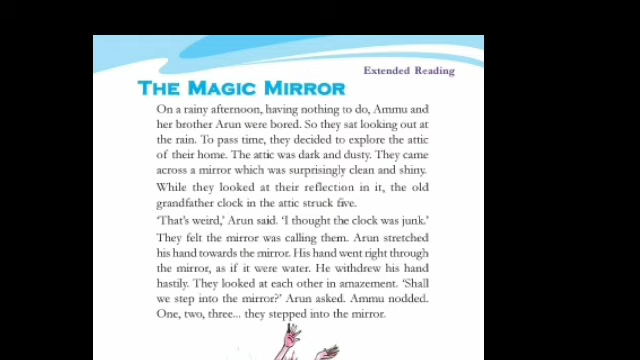 Extended Reading
THE MAGIC MIRROR
On a rainy afternoon, having nothing to do, Ammu and
her brother Arun were bored. So they sat looking out at
the rain. To pass time, they decided to explore the attic
of their home. The attic was dark and dusty. They came
across a mirror which was surprisingly clean and shiny.
While they looked at their reflection in it, the old
grandfather clock in the attic struck five.
'That's weird,' Arun said. 'I thought the clock was junk.'
They felt the mirror was calling them. Arun stretched
his hand towards the mirror. His hand went right through
the mirror, as if it were water. He withdrew his hand
hastily. They looked at each other in amazement. 'Shall
we step into the mirror?' Arun asked. Ammu nodded.
One, two, three... they stepped into the mirror.